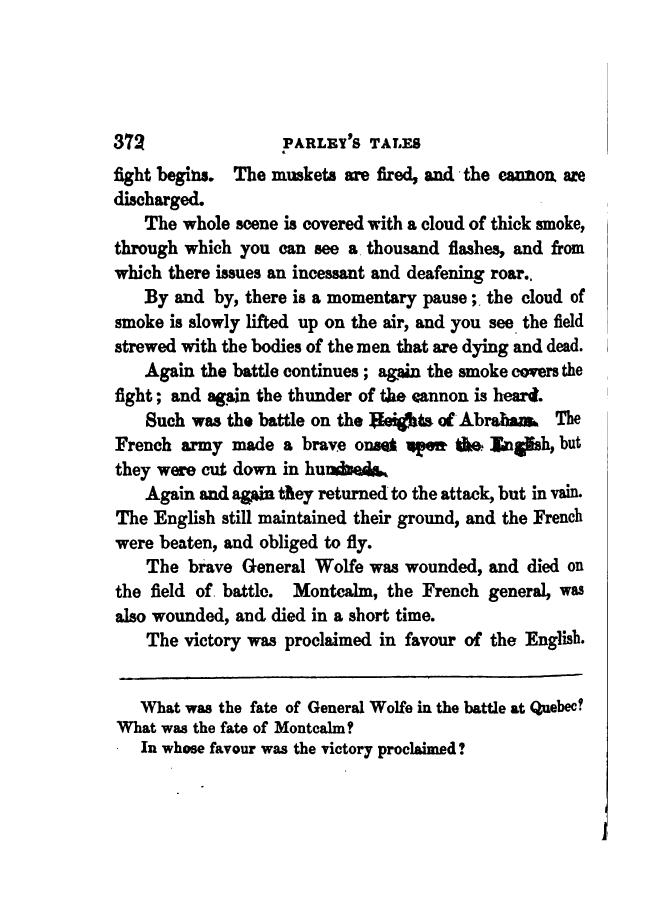 372 PARLEY'S TALES
fight begins. The muskets are fired, and the cannon are
discharged.
The whole scene is covered with a cloud of thick smoke,
through which you can see a thousand flashes, and from
which there issues an incessant and deafening roar.
By and by, there is a momentary pause; the cloud of
smoke is slowly lifted up on the air, and you see the field
strewed with the bodies of the men that are dying and dead.
Again the battle continues; again the smoke covers the
fight; and again the thunder of the cannon is heard.
Such was the battle on the Heights of Abraham. The
French army made a brave onset upon the English, but
they were cut down in hundreds.
Again and again they returned to the attack, but in vain.
The English still maintained their ground, and the French
were beaten, and obliged to fly.
The brave General Wolfe was wounded, and died on
the field of battle. Montcalm, the French general, was
also wounded, and died in a short time.
The victory was proclaimed in favour of the English.
What was the fate of General Wolfe in the battle at Quebec?
What was the fate of Montcalm?
In whose favour was the victory proclaimed?